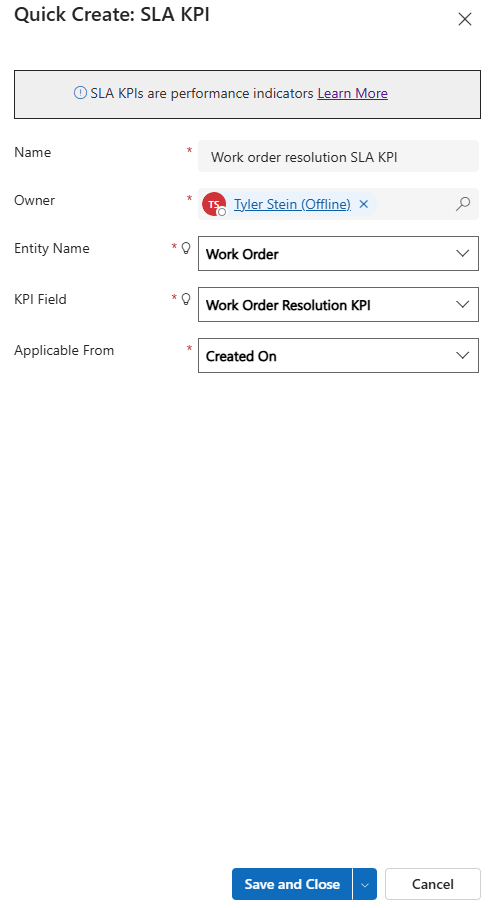 Quick Create: SLA KPI
SLA KPIs are performance indicators Learn More
Name * Work order resolution SLA KPI
Owner * TS Tyler Stein (Offline)
Entity Name * Work Order
KPI Field * Work Order Resolution KPI
Applicable From * Created On
Save and Close Cancel